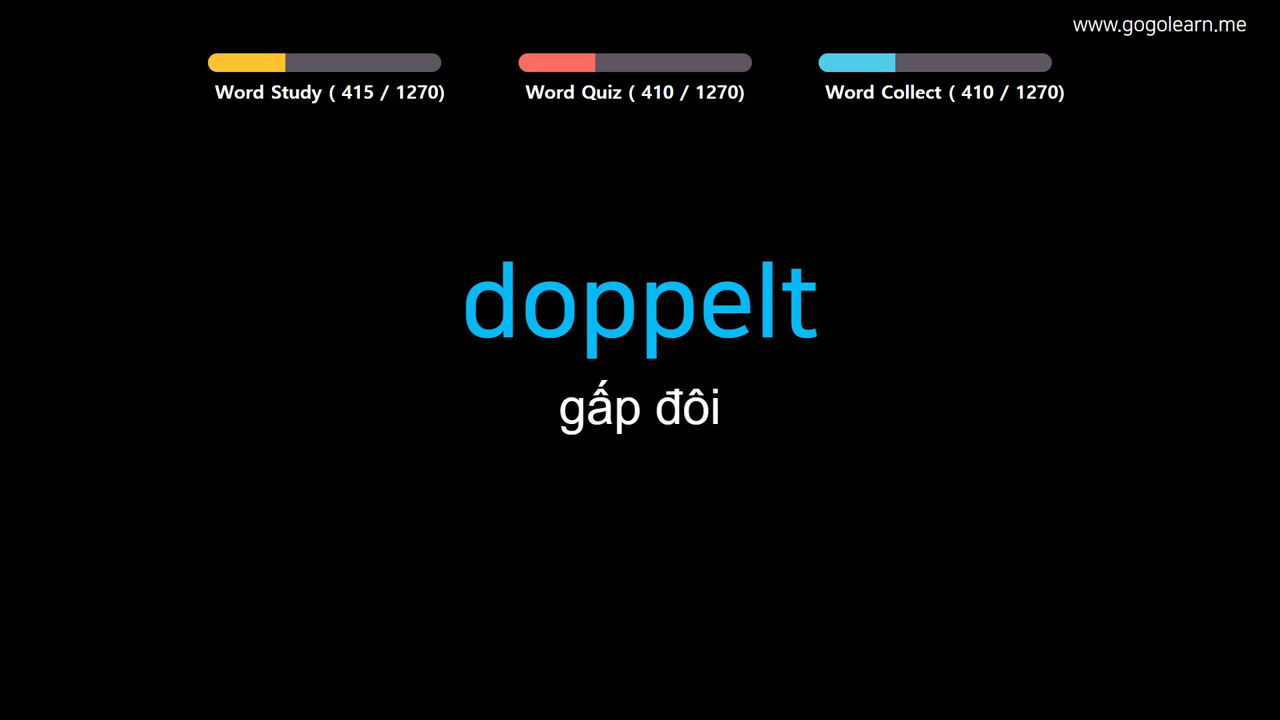 www.gogolearn.me
Word Study ( 415 / 1270)
Word Quiz ( 410 / 1270)
Word Collect ( 410 / 1270)
doppelt
gấp đôi